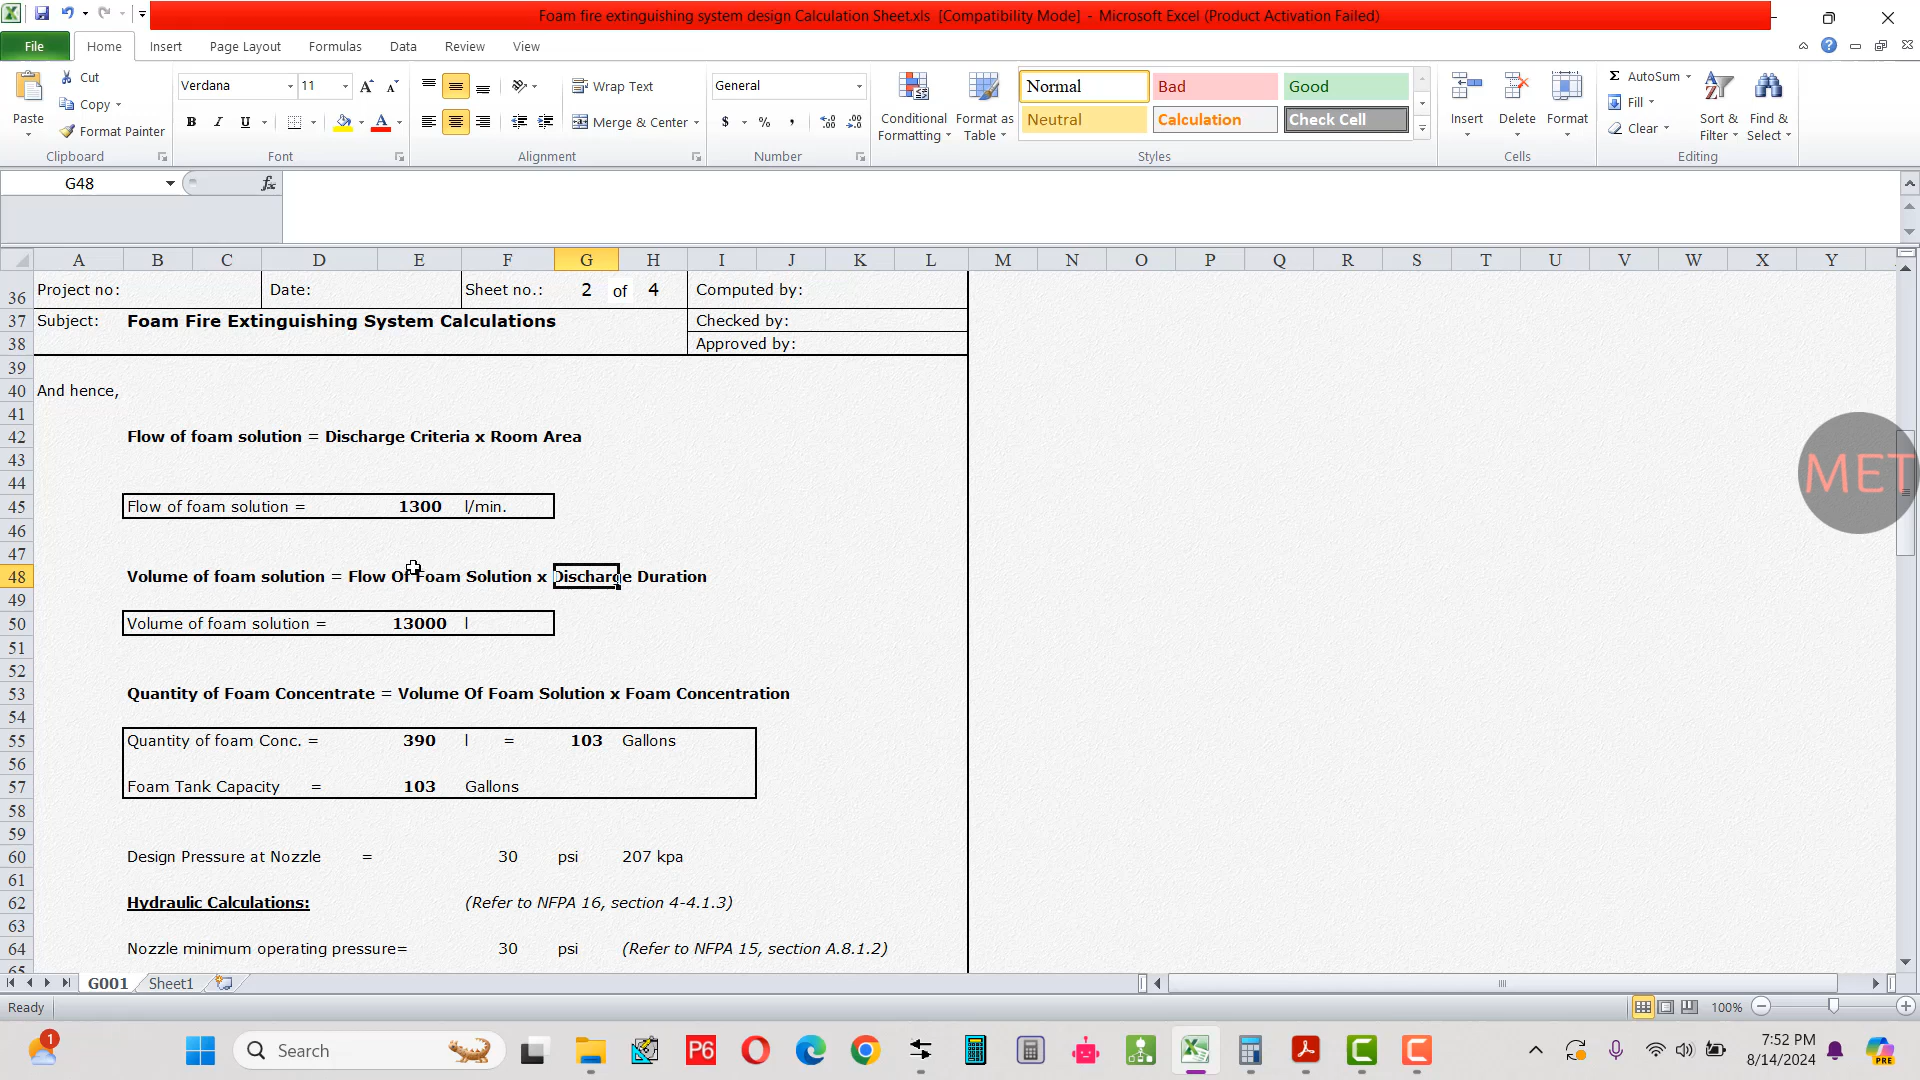 Foam fire extinguishing system design Calculation Sheet.xls [Compatibility Mode] - Microsoft Excel (Product Activation Failed)
File Home Insert Page Layout Formulas Data Review View
Paste
Cut
Copy
Format Painter
Clipboard
Verdana 11
B I U
A
Font
Wrap Text
Merge & Center
Alignment
General
$ % ,
Number
Conditional Formatting
Format as Table
Normal Bad Good
Neutral Calculation Check Cell
Styles
Insert Delete Format
Cells
Σ AutoSum
Fill
Clear
Sort & Filter
Find & Select
Editing
G48
fx
A B C D E F G H I J K L M N O P Q R S T U V W X Y
36 Project no: Date: Sheet no.: 2 of 4 Computed by:
37 Subject: Foam Fire Extinguishing System Calculations Checked by:
38 Approved by:
39
40 And hence,
41
42 Flow of foam solution = Discharge Criteria x Room Area
43
44
45 Flow of foam solution = 1300 l/min.
46
47
48 Volume of foam solution = Flow Of Foam Solution x Discharge Duration
49
50 Volume of foam solution = 13000 l
51
52
53 Quantity of Foam Concentrate = Volume Of Foam Solution x Foam Concentration
54
55 Quantity of foam Conc. = 390 l = 103 Gallons
56
57 Foam Tank Capacity = 103 Gallons
58
59
60 Design Pressure at Nozzle = 30 psi 207 kpa
61
62 Hydraulic Calculations: (Refer to NFPA 16, section 4-4.1.3)
63
64 Nozzle minimum operating pressure= 30 psi (Refer to NFPA 15, section A.8.1.2)
65
MET
G001 Sheet1
Ready
100%
1
Search
P6
7:52 PM
8/14/2024
PRE